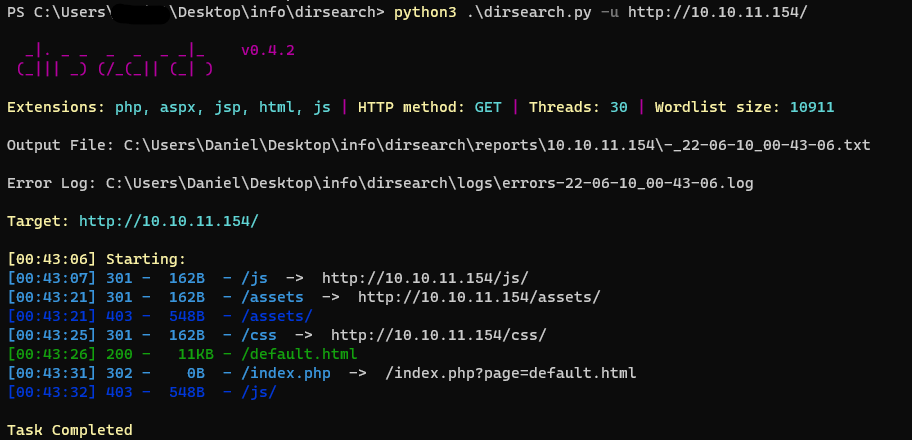 PS C:\Users\ \Desktop\info\dirsearch> python3 .\dirsearch.py -u http://10.10.11.154/
_|. _ _ _ _ _ _|_ v0.4.2
(_||| _) (/_(_|| (_| )
Extensions: php, aspx, jsp, html, js | HTTP method: GET | Threads: 30 | Wordlist size: 10911
Output File: C:\Users\Daniel\Desktop\info\dirsearch\reports\10.10.11.154\-_22-06-10_00-43-06.txt
Error Log: C:\Users\Daniel\Desktop\info\dirsearch\logs\errors-22-06-10_00-43-06.log
Target: http://10.10.11.154/
[00:43:06] Starting:
[00:43:07] 301 - 162B - /js -> http://10.10.11.154/js/
[00:43:21] 301 - 162B - /assets -> http://10.10.11.154/assets/
[00:43:21] 403 - 548B - /assets/
[00:43:25] 301 - 162B - /css -> http://10.10.11.154/css/
[00:43:26] 200 - 11KB - /default.html
[00:43:31] 302 - 0B - /index.php -> /index.php?page=default.html
[00:43:32] 403 - 548B - /js/
Task Completed